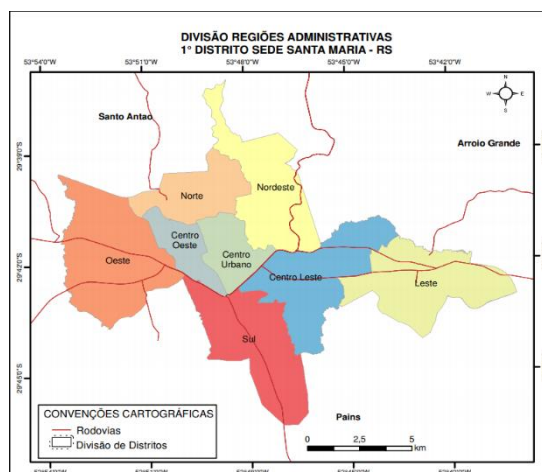 DIVISÃO REGIÕES ADMINISTRATIVAS
1° DISTRITO SEDE SANTA MARIA - RS
53°54'0"W 53°51'0"W 53°48'0"W 53°45'0"W 53°42'0"W
N
W E
S
Santo Antao
Arroio Grande
29°39'0"S
Norte
Nordeste
Centro
Oeste
Centro
Urbano
29°42'0"S
Oeste
Centro Leste
Leste
Sul
29°45'0"S
Pains
CONVENÇÕES CARTOGRÁFICAS
Rodovias
Divisão de Distritos
0 2,5 5
km